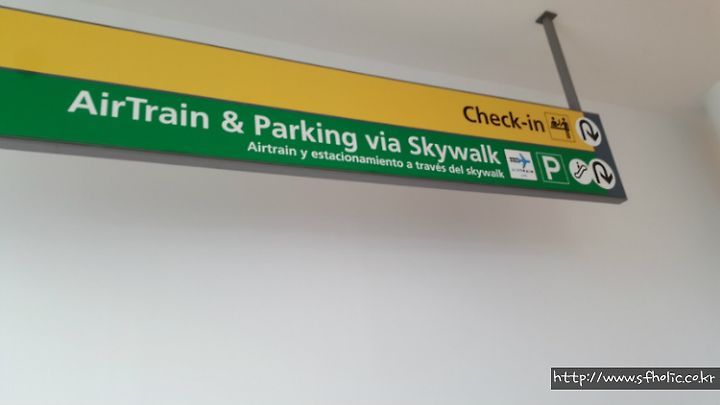 Check-in
AirTrain & Parking via Skywalk
Airtrain y estacionamiento a través del skywalk
P
http://www.sfholic.co.kr